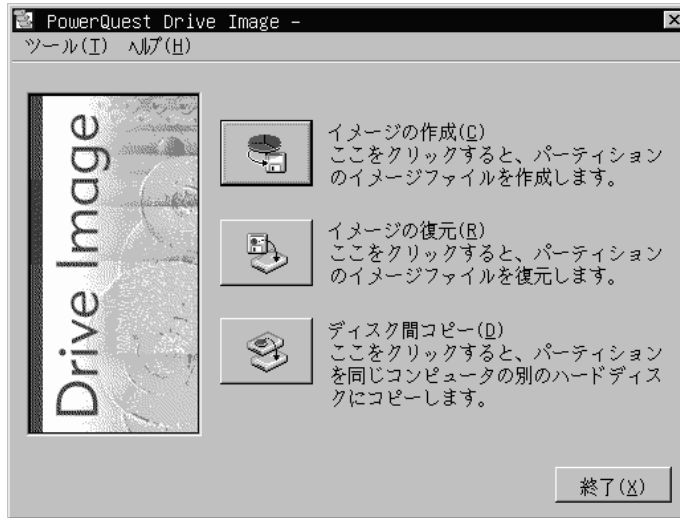 PowerQuest Drive Image -
ツール(T) ヘルプ(H)
Drive Image
イメージの作成(C)
ここをクリックすると、パーティション
のイメージファイルを作成します。
イメージの復元(R)
ここをクリックすると、パーティション
のイメージファイルを復元します。
ディスク間コピー(D)
ここをクリックすると、パーティション
を同じコンピュータの別のハードディス
クにコピーします。
終了(X)